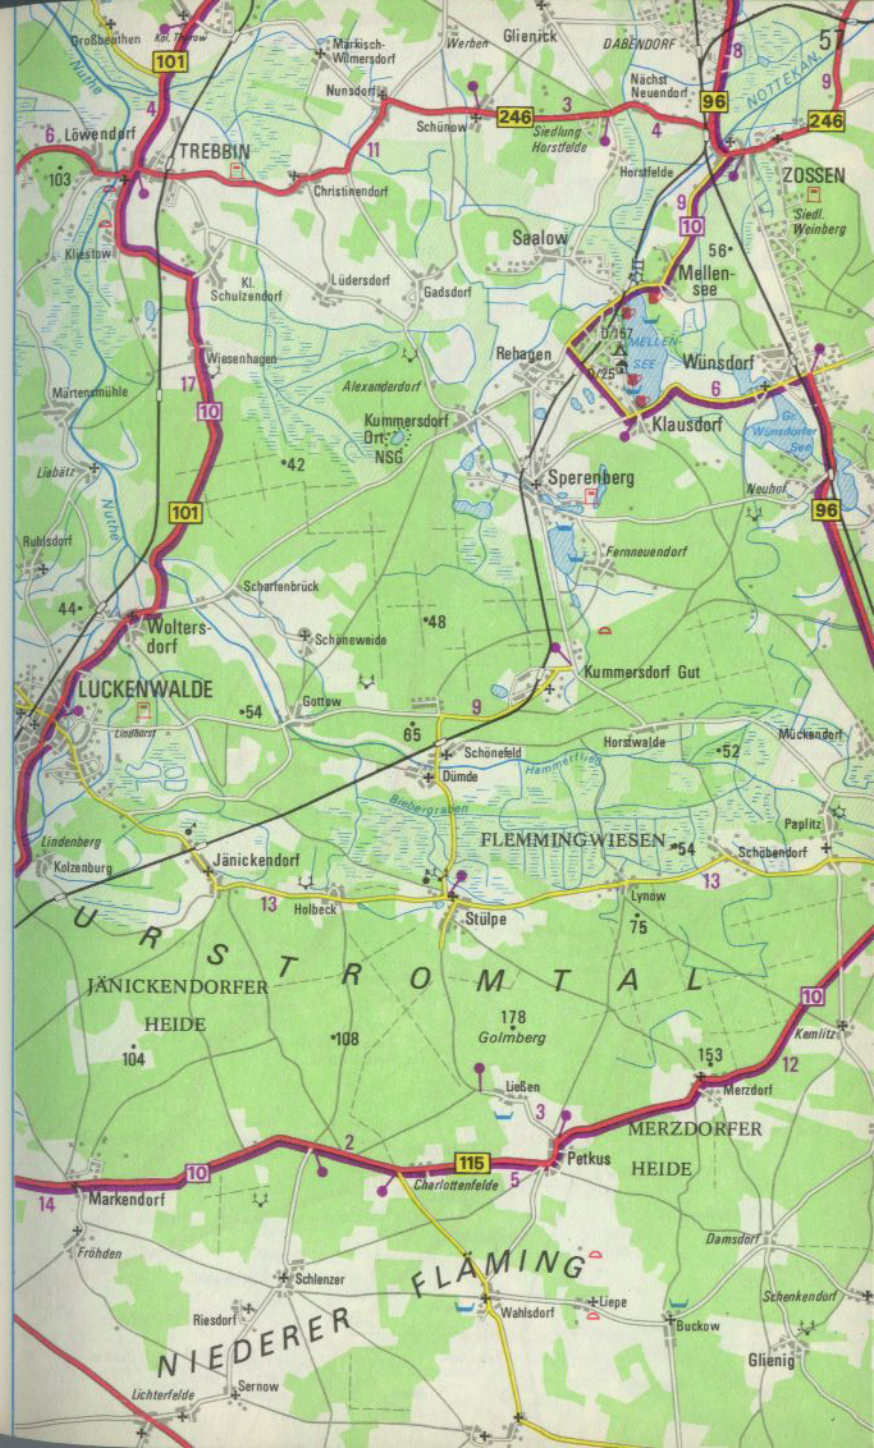 Großbeuthen
Kol. Thyrow
Märkisch-
Wilmersdorf
Werben
Glienick
DABENDORF
57
8
101
Nuthe
Nunsdorf
Nächst
Neuendorf
96
NOTTEKAN.
9
4
Schünow
246
3
Siedlung
Horstfelde
4
246
6
Löwendorf
TREBBIN
11
103
Christinendorf
Horstfelde
ZOSSEN
9
10
Siedl.
Weinberg
Kliestow
Saalow
56
Kl.
Schulzendorf
Lüdersdorf
Gadsdorf
Mellen-
see
D/167
MELLEN-
SEE
Wiesenhagen
Rehagen
Wünsdorf
D/25
6
17
Alexanderdorf
Märtensmühle
10
Kummersdorf
Ort
NSG
Klausdorf
Gr.
Wünsdorfer
See
42
Liebätz
Sperenberg
Neuhof
Nuthe
101
96
Ruhlsdorf
Fernneuendorf
Scharfenbrück
44
48
Wolters-
dorf
Schöneweide
Kummersdorf Gut
LUCKENWALDE
Gottow
54
9
Lindhorst
65
Horstwalde
Mückendorf
52
Schönefeld
Hammerfließ
Dümde
Biebergraben
Paplitz
FLEMMINGWIESEN
54
Lindenberg
Schöbendorf
Kolzenburg
Jänickendorf
13
13
Holbeck
Lynow
Stülpe
75
URSTROMTAL
JÄNICKENDORFER
HEIDE
10
178
Golmberg
Kemlitz
104
108
153
12
Ließen
Merzdorf
3
MERZDORFER
HEIDE
2
10
115
Petkus
5
Charlottenfelde
14
Markendorf
Fröhden
Damsdorf
Schlenzer
Schenkendorf
Riesdorf
NIEDERER FLÄMING
Wahlsdorf
Liepe
Buckow
Glienig
Lichterfelde
Sernow